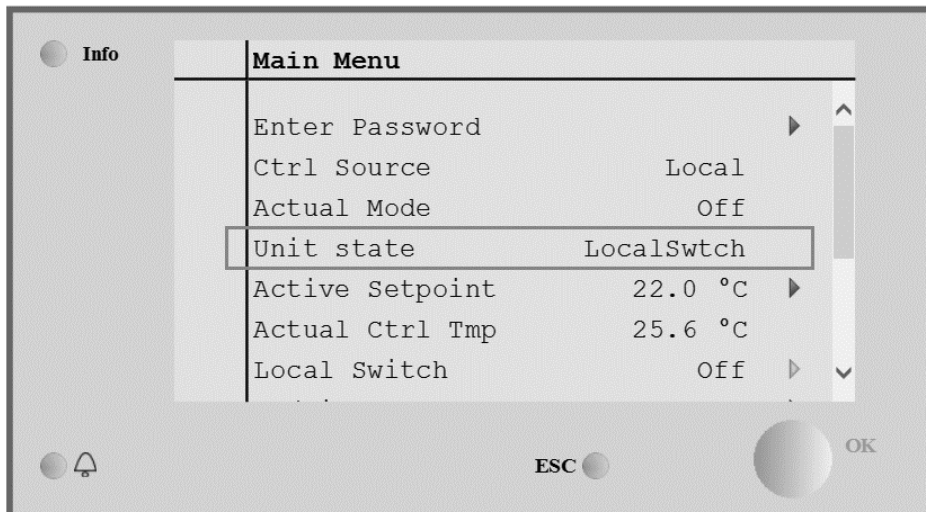 Info
Main Menu
Enter Password
Ctrl Source Local
Actual Mode Off
Unit state LocalSwtch
Active Setpoint 22.0 °C
Actual Ctrl Tmp 25.6 °C
Local Switch Off
ESC
OK